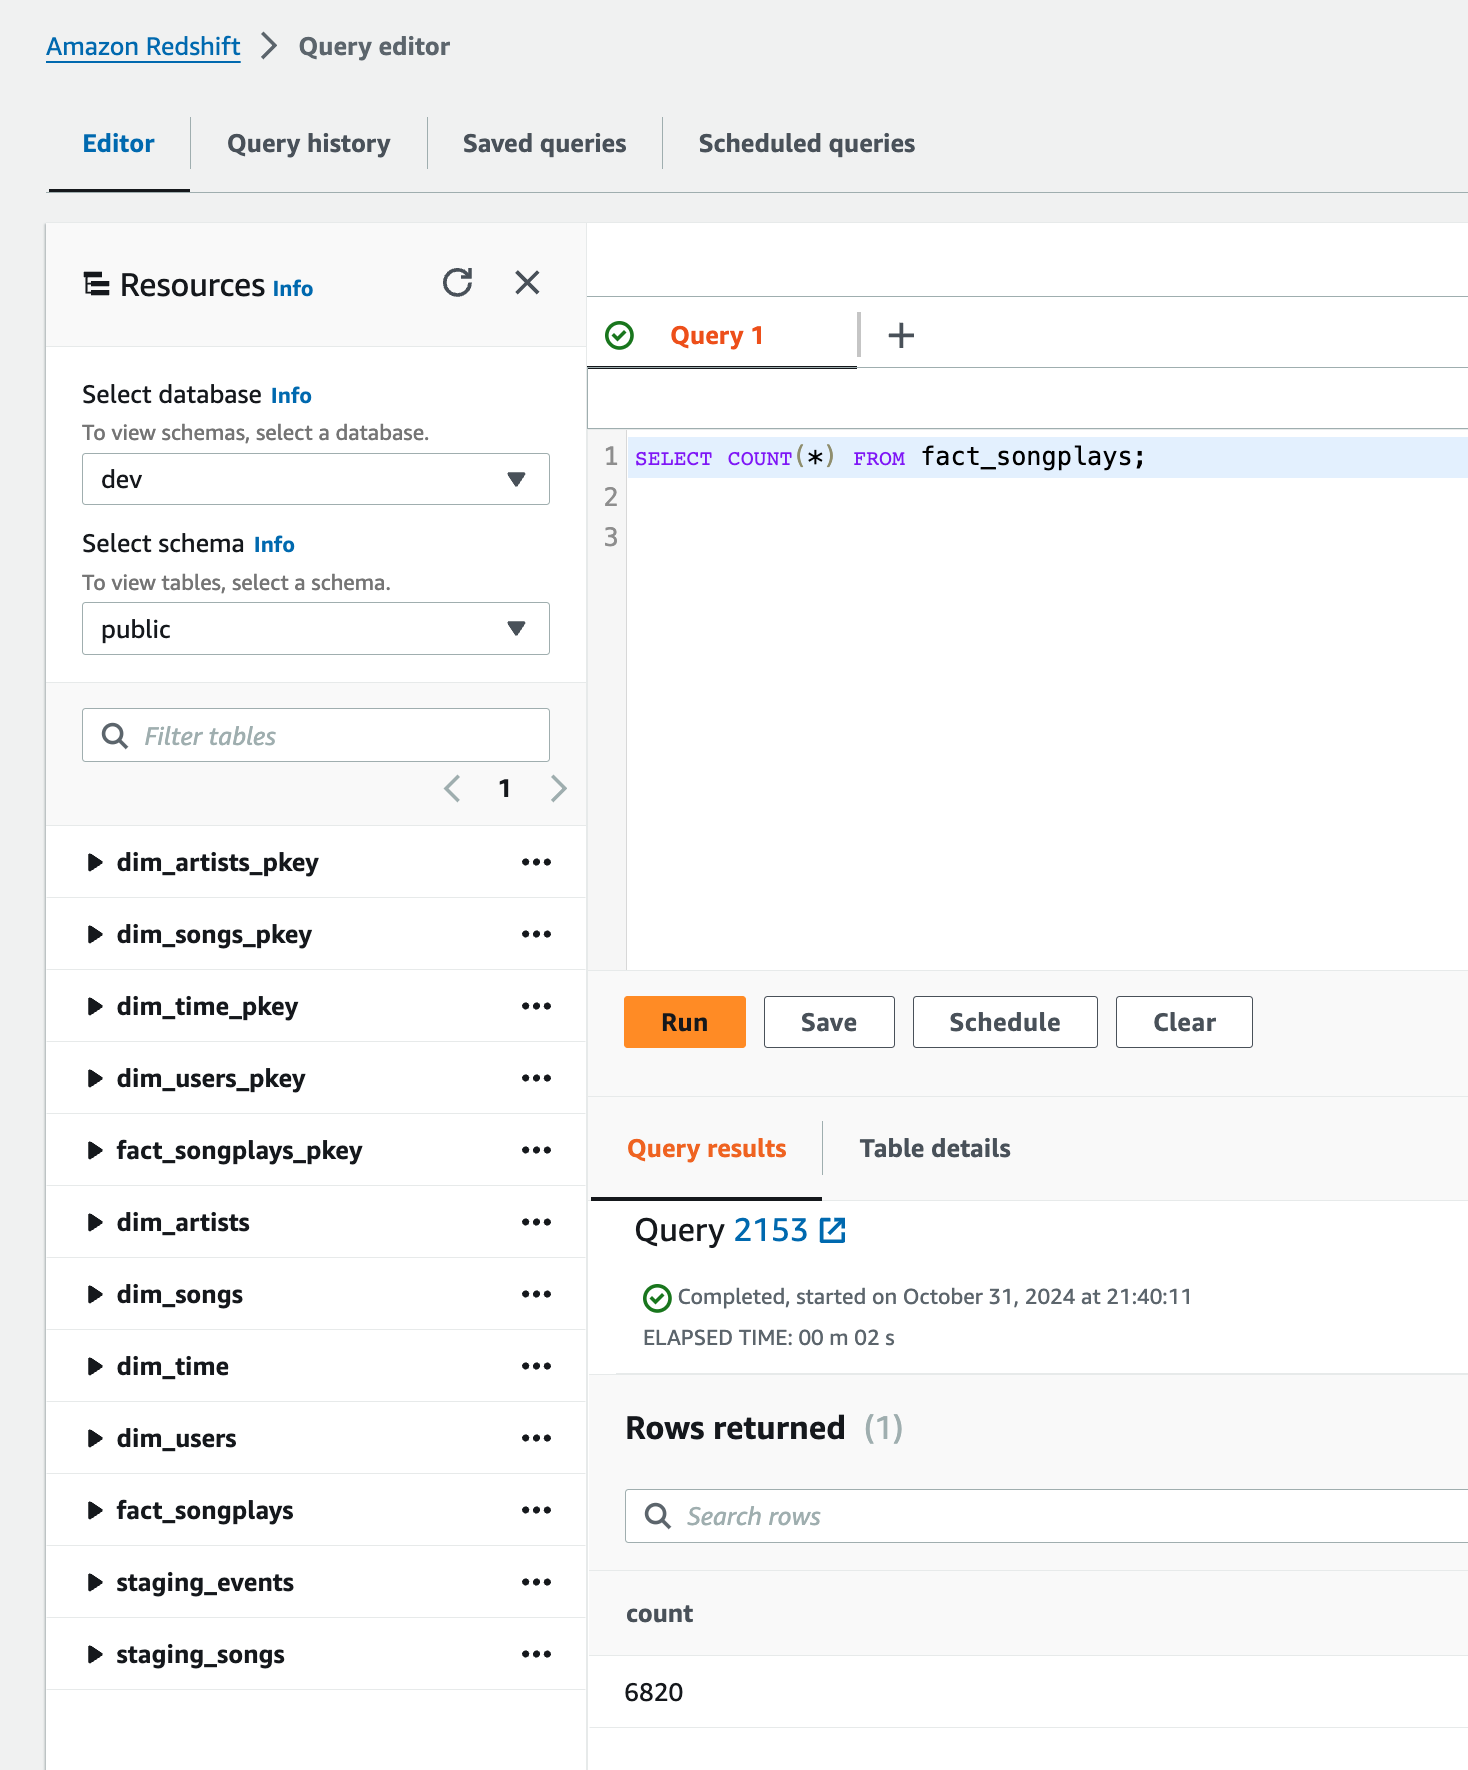 Amazon Redshift > Query editor
Editor Query history Saved queries Scheduled queries
Resources Info
Select database Info
To view schemas, select a database.
dev
Select schema Info
To view tables, select a schema.
public
Filter tables
1
dim_artists_pkey
dim_songs_pkey
dim_time_pkey
dim_users_pkey
fact_songplays_pkey
dim_artists
dim_songs
dim_time
dim_users
fact_songplays
staging_events
staging_songs
Query 1
1 SELECT COUNT(*) FROM fact_songplays;
2
3
Run Save Schedule Clear
Query results Table details
Query 2153
Completed, started on October 31, 2024 at 21:40:11
ELAPSED TIME: 00 m 02 s
Rows returned (1)
Search rows
count
6820